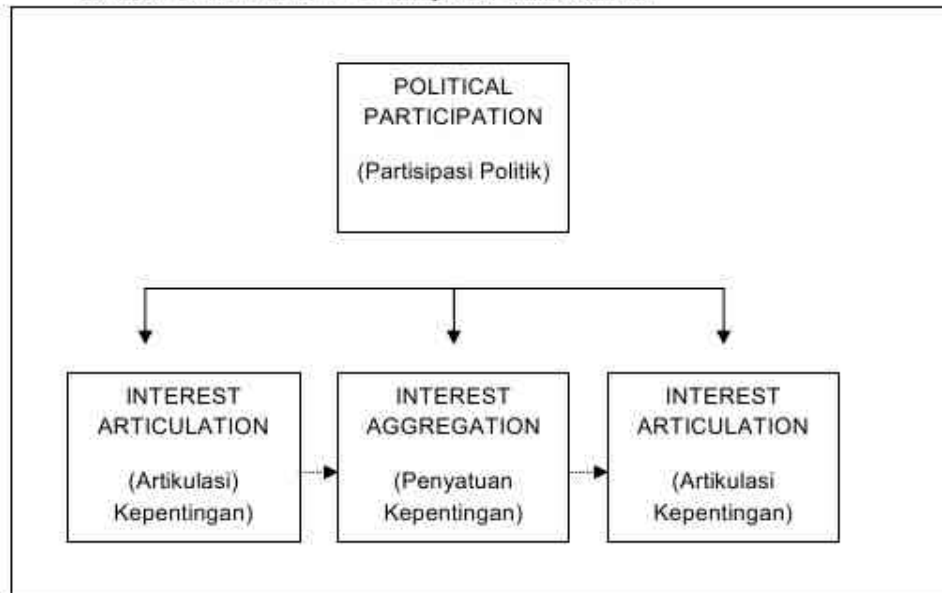 POLITICAL
PARTICIPATION
(Partisipasi Politik)
INTEREST
ARTICULATION
(Artikulasi)
Kepentingan)
INTEREST
AGGREGATION
(Penyatuan
Kepentingan)
INTEREST
ARTICULATION
(Artikulasi
Kepentingan)